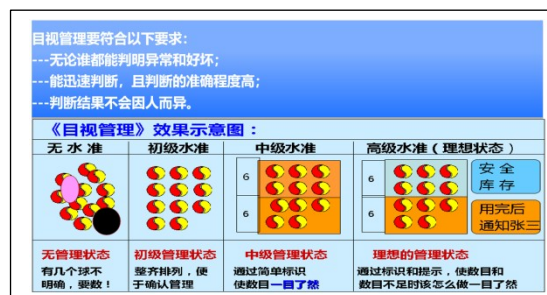 目视管理要符合以下要求：
---无论谁都能判明异常和好坏；
---能迅速判断，且判断的准确程度高；
---判断结果不会因人而异。
《目视管理》效果示意图：
无水准
初级水准
中级水准
高级水准（理想状态）
6
6
6
6
安全
库存
用完后
通知张三
无管理状态
有几个球不
明确，要数！
初级管理状态
整齐排列，便
于确认管理
中级管理状态
通过简单标识
使数目一目了然
理想的管理状态
通过标识和提示，使数目和
数目不足时该怎么做一目了然